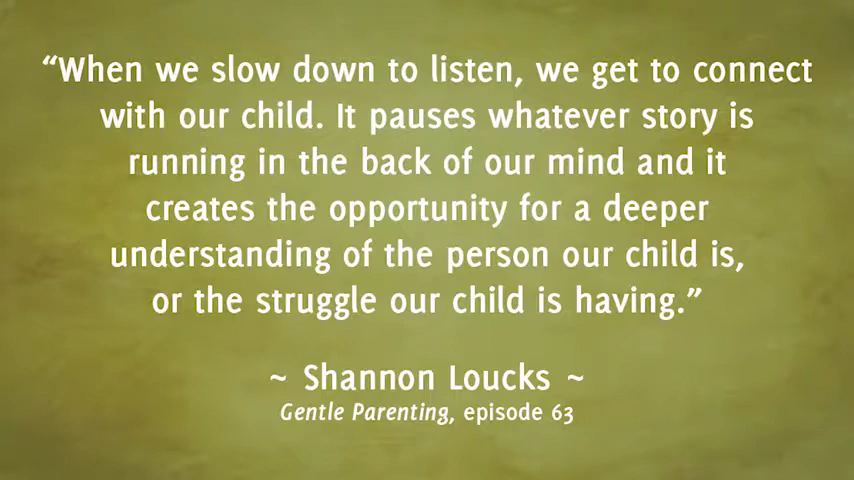 “When we slow down to listen, we get to connect
with our child. It pauses whatever story is
running in the back of our mind and it
creates the opportunity for a deeper
understanding of the person our child is,
or the struggle our child is having.”
~ Shannon Loucks ~
Gentle Parenting, episode 63